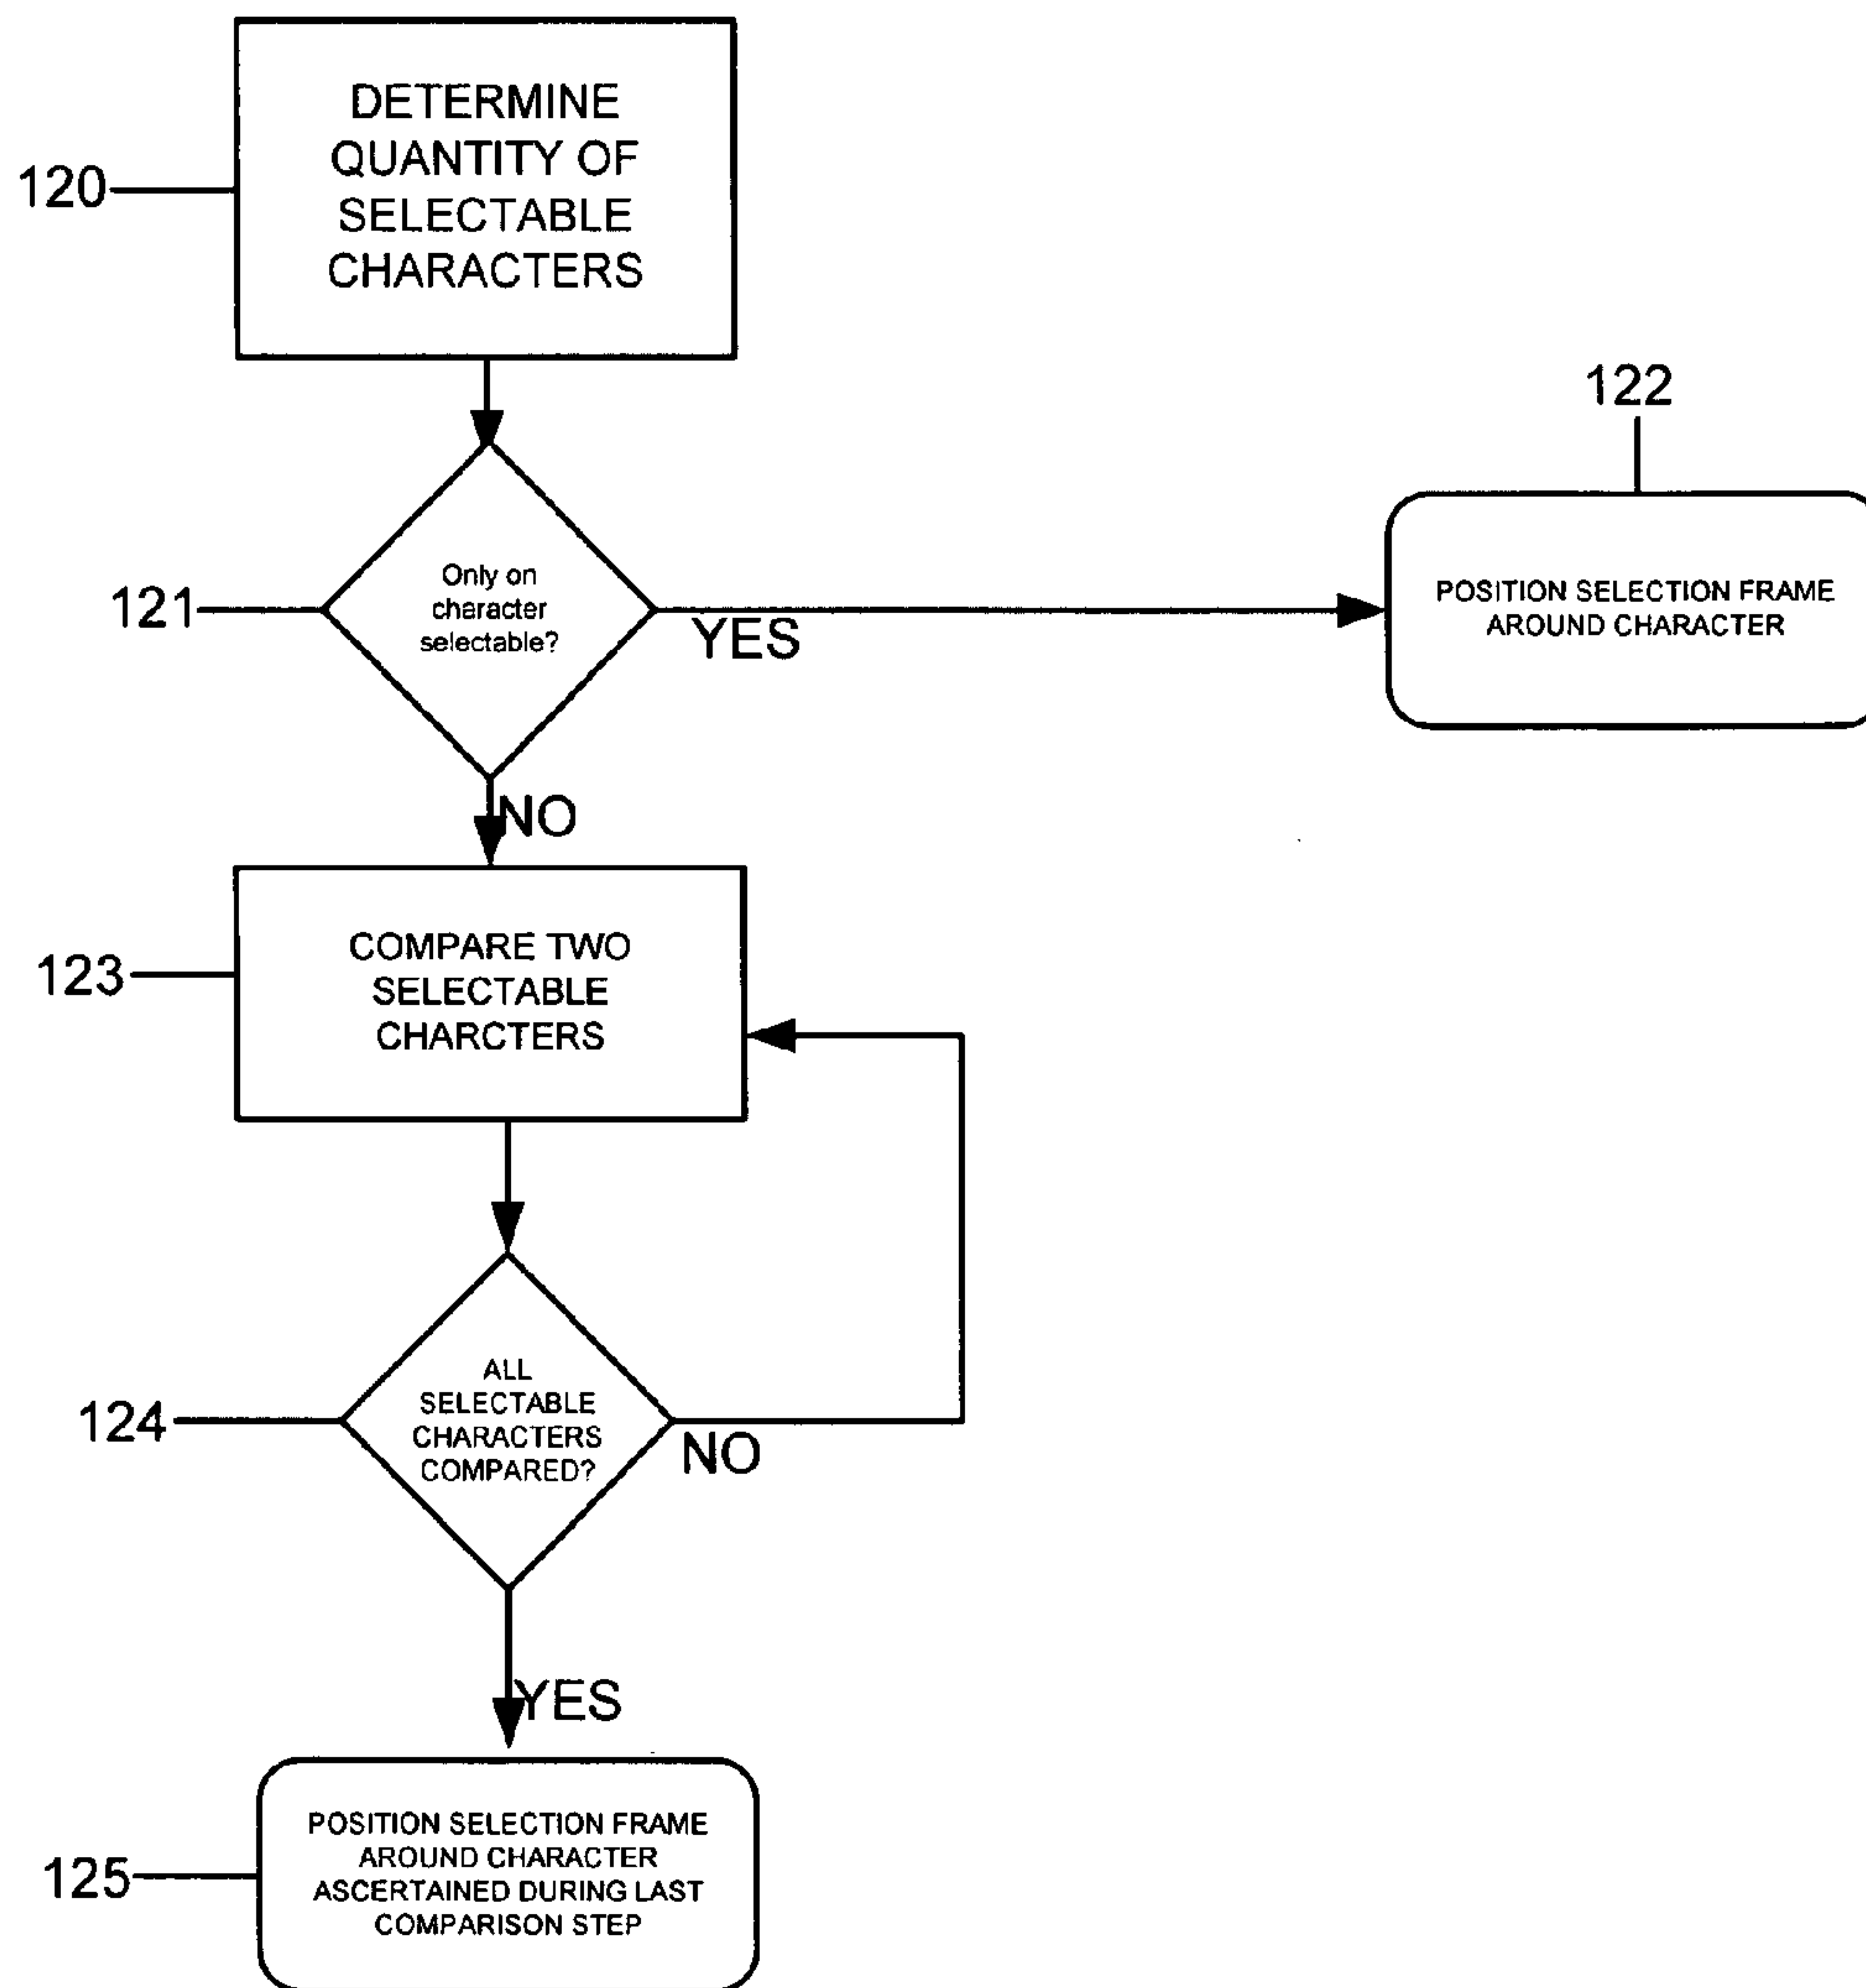 DETERMINE
QUANTITY OF
SELECTABLE
CHARACTERS
120
122
Only on
character
selectable?
121
YES
POSITION SELECTION FRAME
AROUND CHARACTER
NO
COMPARE TWO
SELECTABLE
CHARCTERS
123
ALL
SELECTABLE
CHARACTERS
COMPARED?
124
NO
YES
POSITION SELECTION FRAME
AROUND CHARACTER
ASCERTAINED DURING LAST
COMPARISON STEP
125